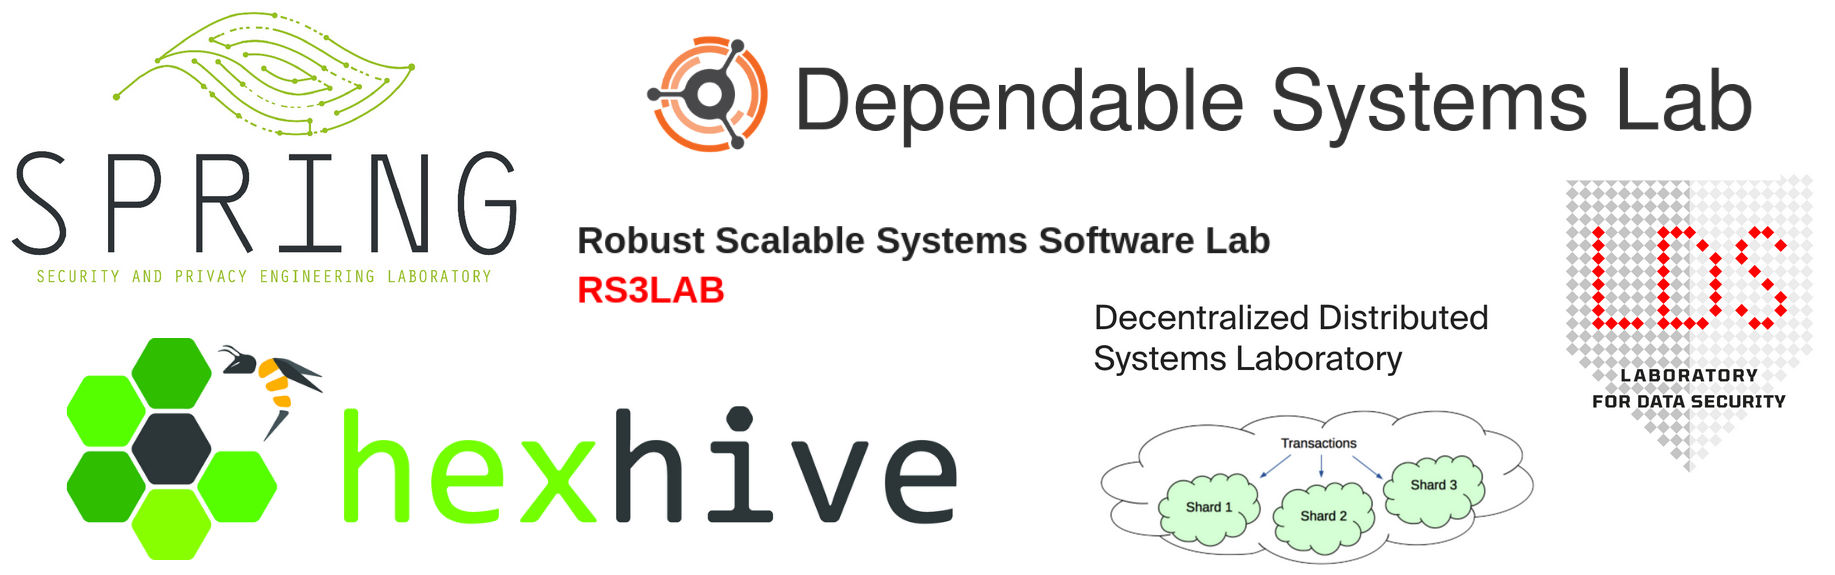 SPRING
SECURITY AND PRIVACY ENGINEERING LABORATORY
Dependable Systems Lab
Robust Scalable Systems Software Lab
RS3LAB
LDS
LABORATORY
FOR DATA SECURITY
hexhive
Decentralized Distributed
Systems Laboratory
Transactions
Shard 1
Shard 2
Shard 3